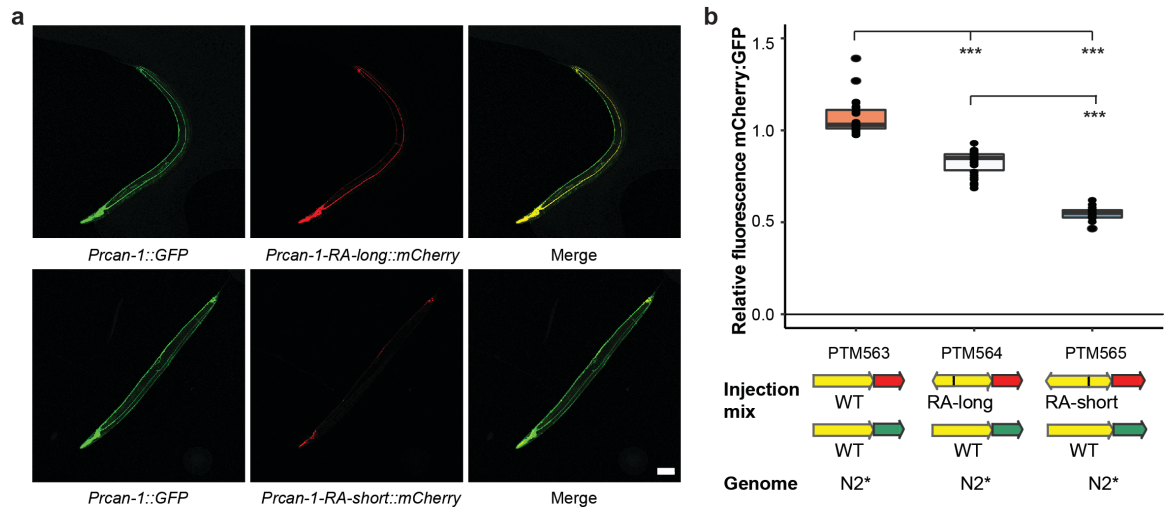 a
Prcan-1::GFP Prcan-1-RA-long::mCherry Merge
Prcan-1::GFP Prcan-1-RA-short::mCherry Merge
b
Relative fluorescence mCherry:GFP
1.5
1.0
0.5
0.0
*** ***
***
PTM563 PTM564 PTM565
Injection mix
WT RA-long RA-short
WT WT WT
Genome N2* N2* N2*